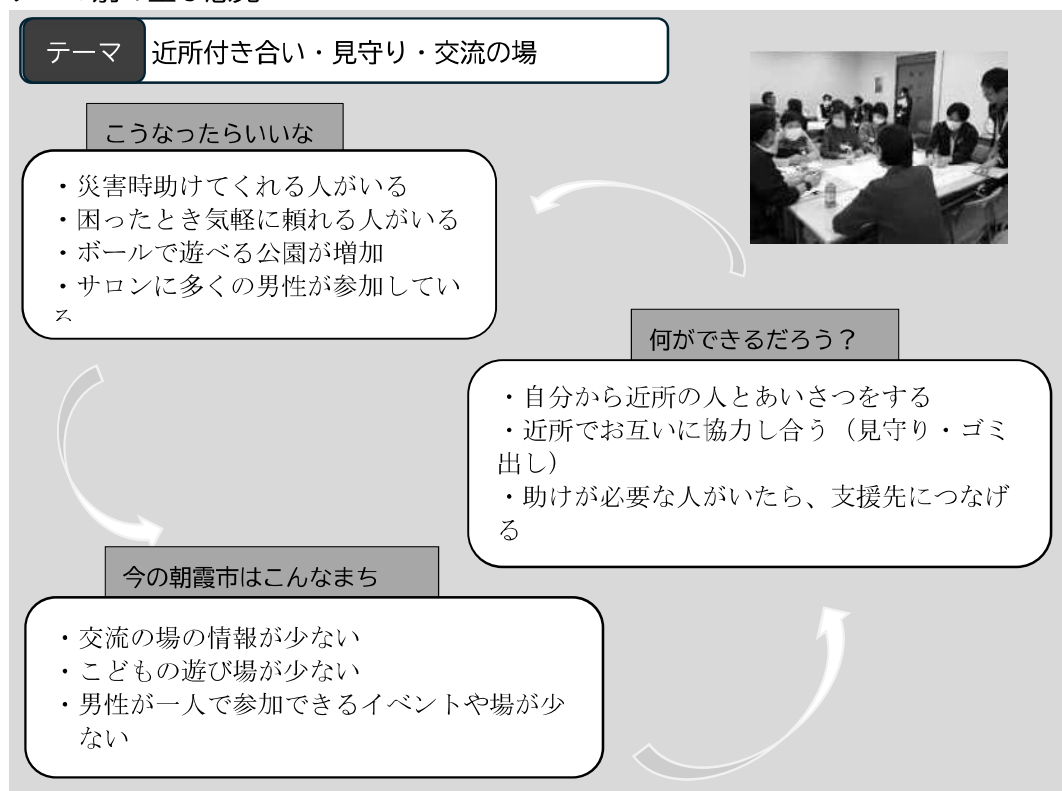 テーマ 近所付き合い・見守り・交流の場
こうなったらいいな
・災害時助けてくれる人がいる
・困ったとき気軽に頼れる人がいる
・ボールで遊べる公園が増加
・サロンに多くの男性が参加してい
る
何ができるだろう？
・自分から近所の人とあいさつをする
・近所でお互いに協力し合う（見守り・ゴミ
出し）
・助けが必要な人がいたら、支援先につなげ
る
今の朝霞市はこんなまち
・交流の場の情報が少ない
・こどもの遊び場が少ない
・男性が一人で参加できるイベントや場が少
ない